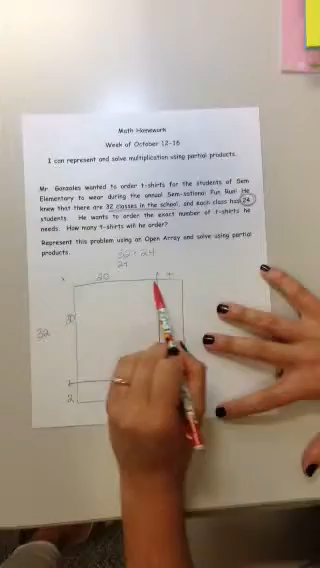 Math Homework
Week of October 12-16
I can represent and solve multiplication using partial products.
Mr. Gonzales wanted to order t-shirts for the students of Sem
Elementary to wear during the annual Sem-sational Fun Run! He
knew that there are 32 classes in the school, and each class has 24
students. He wants to order the exact number of t-shirts he
needs. How many t-shirts will he order?
Represent this problem using an Open Array and solve using partial
products.
32 × 24
24
20 4
30
32
2